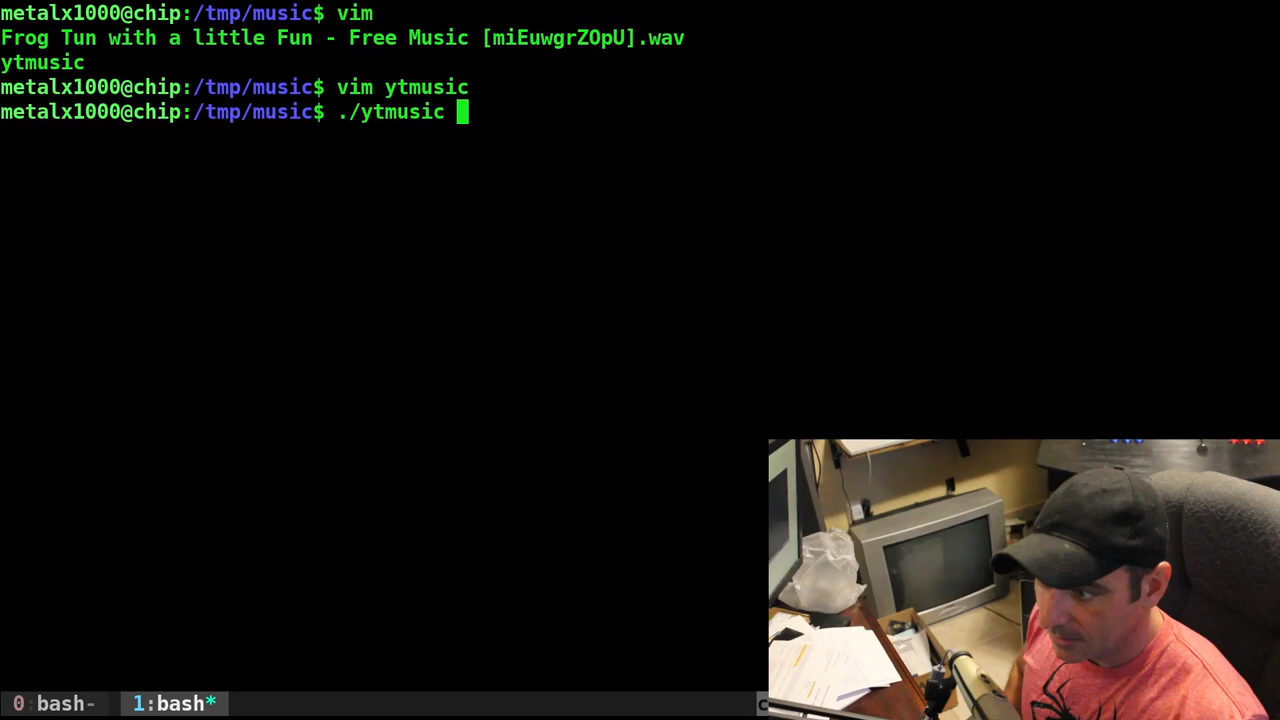 metalx1000@chip:/tmp/music$ vim
Frog Tun with a little Fun - Free Music [miEuwgrZOpU].wav
ytmusic
metalx1000@chip:/tmp/music$ vim ytmusic
metalx1000@chip:/tmp/music$ ./ytmusic
0:bash- 1:bash* c